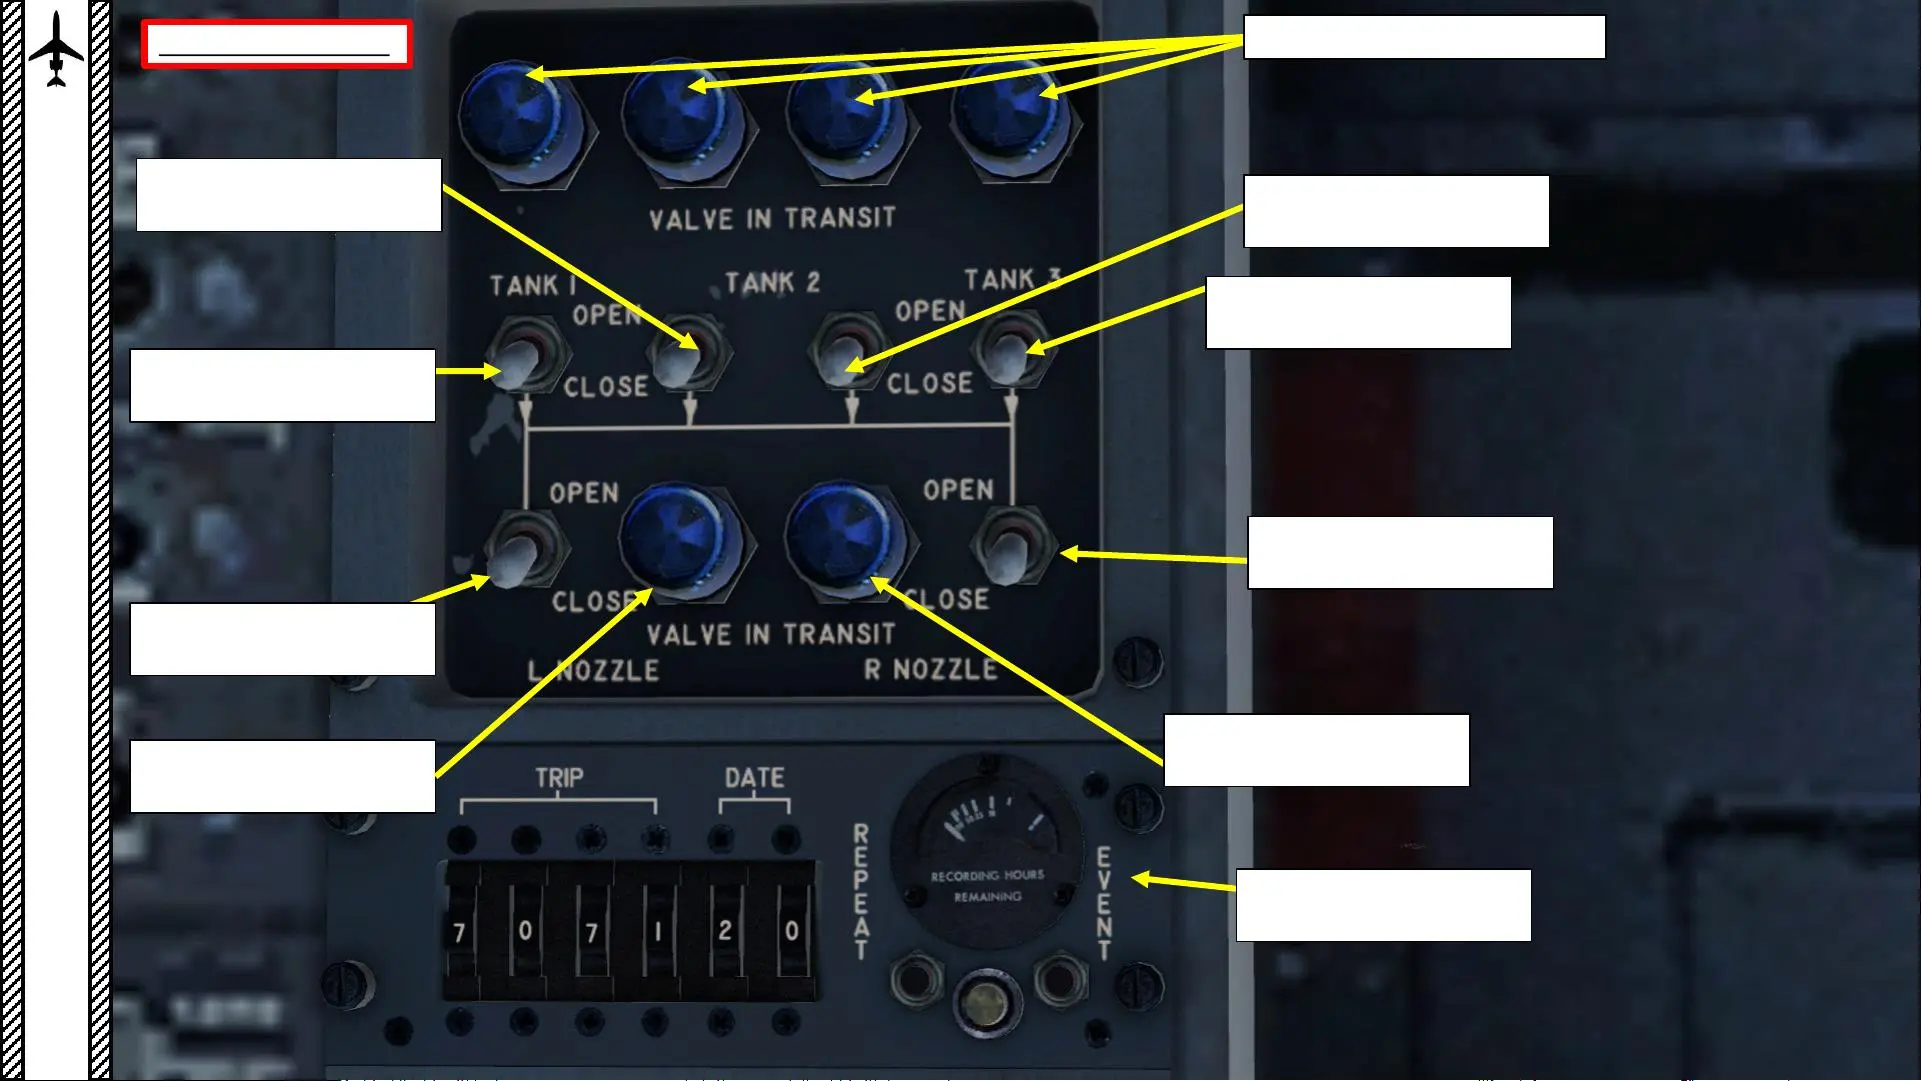 VALVE IN TRANSIT
TANK 1
TANK 2
TANK 3
OPEN
OPEN
CLOSE
CLOSE
OPEN
OPEN
CLOSE
CLOSE
VALVE IN TRANSIT
L NOZZLE
R NOZZLE
TRIP
DATE
REPEAT
EVENT
RECORDING HOURS
REMAINING
7 0 7 1 2 0